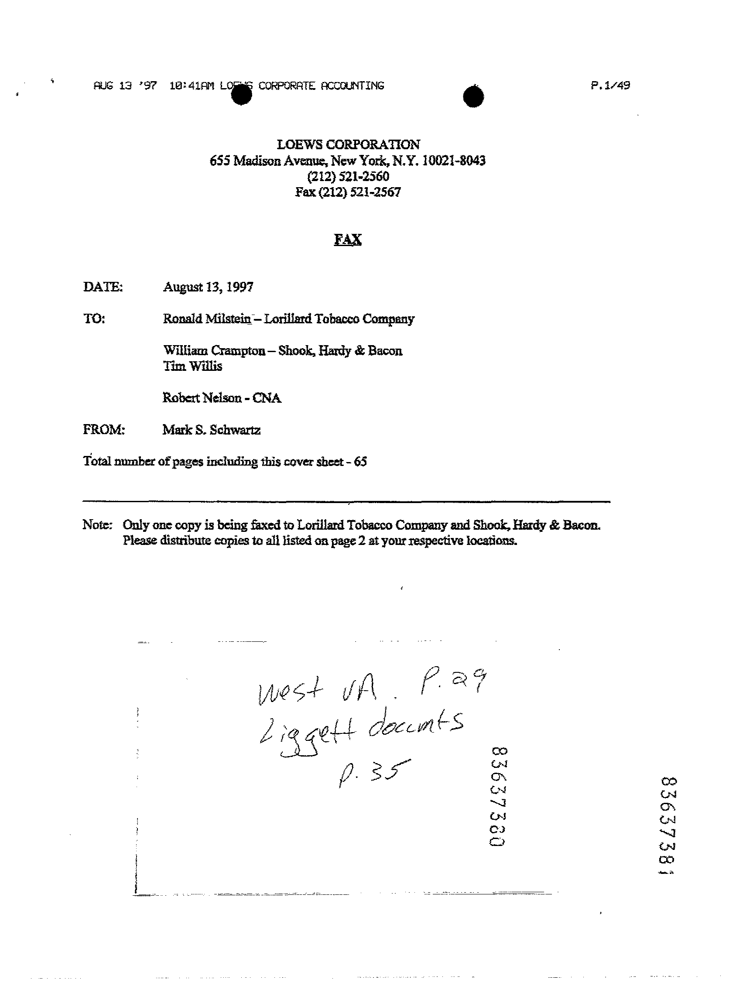 AUG 13 '97 10:41AM LOEWS CORPORATE ACCOUNTING P.1/49
LOEWS CORPORATION
655 Madison Avenue, New York, N.Y. 10021-8043
(212) 521-2560
Fax (212) 521-2567
FAX
DATE: August 13, 1997
TO: Ronald Milstein – Lorillard Tobacco Company
William Crampton – Shook, Hardy & Bacon
Tim Willis
Robert Nelson - CNA
FROM: Mark S. Schwartz
Total number of pages including this cover sheet - 65
Note: Only one copy is being faxed to Lorillard Tobacco Company and Shook, Hardy & Bacon.
Please distribute copies to all listed on page 2 at your respective locations.
West VA. P. 29
Liggett documts
P. 35
83637380
83637381